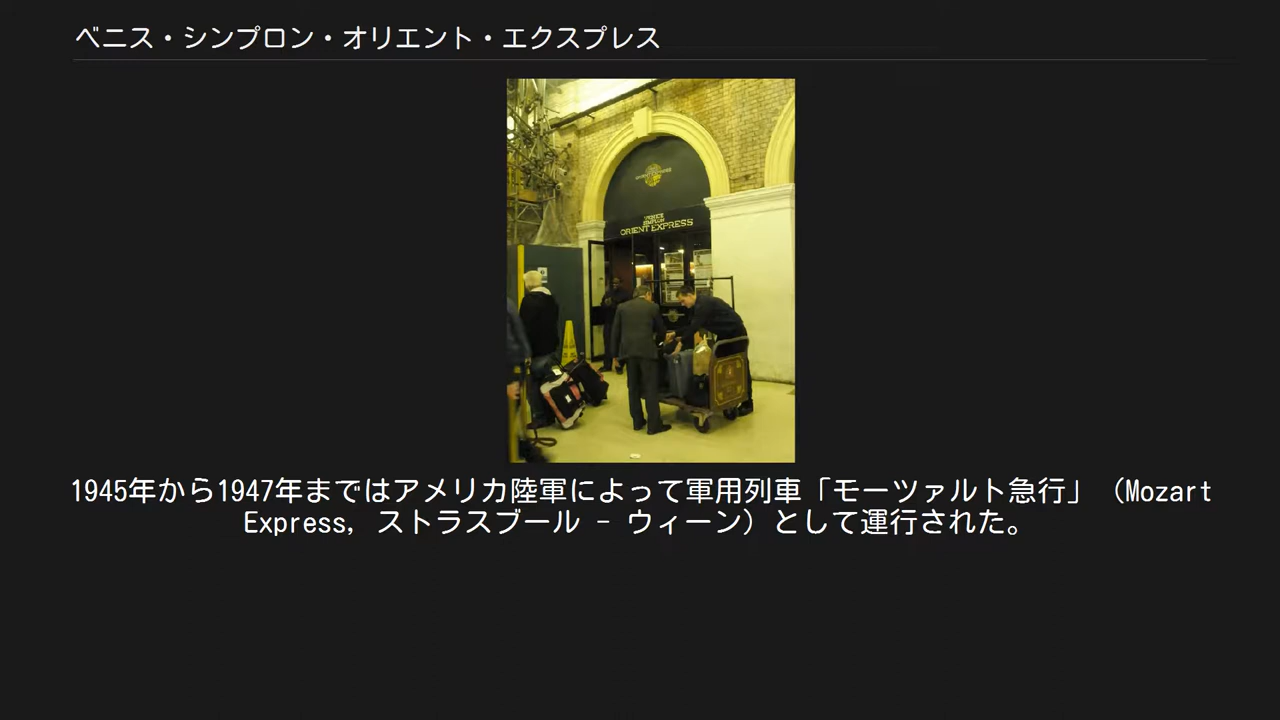 ベニス・シンプロン・オリエント・エクスプレス
VENICE
SIMPLON
ORIENT EXPRESS
1945年から1947年まではアメリカ陸軍によって軍用列車「モーツァルト急行」（Mozart
Express, ストラスブール － ウィーン）として運行された。